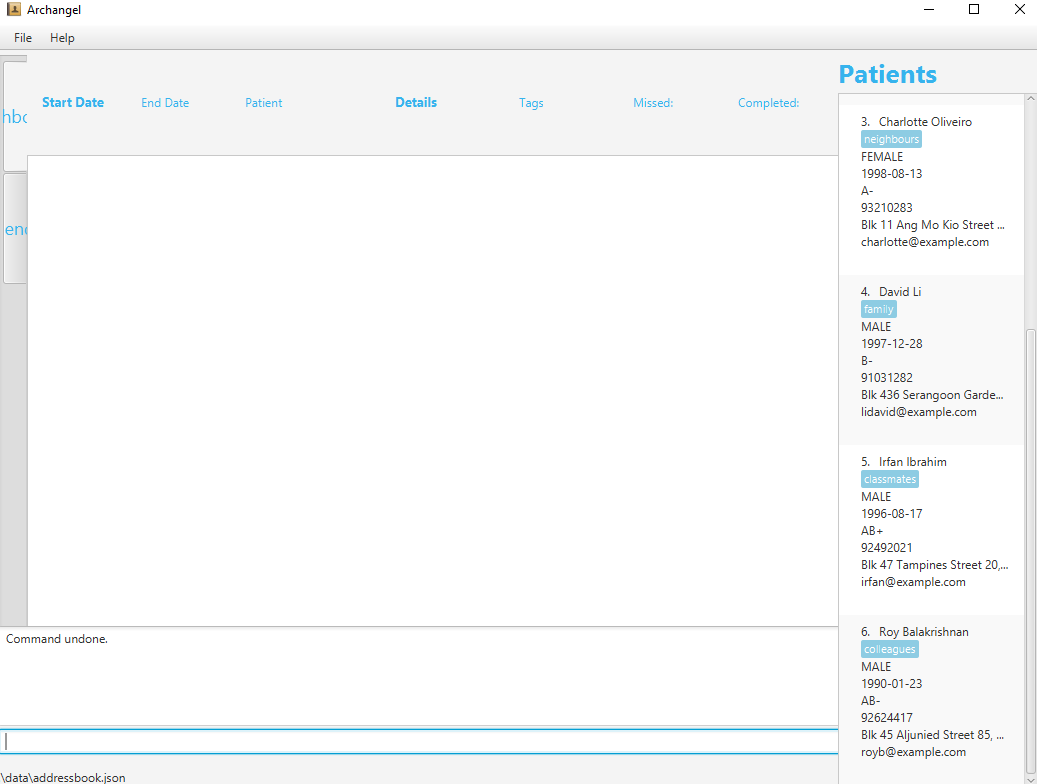 Archangel
File Help
Patients
Start Date End Date Patient Details Tags Missed: Completed:
3. Charlotte Oliveiro
neighbours
FEMALE
1998-08-13
A-
93210283
Blk 11 Ang Mo Kio Street ...
charlotte@example.com
4. David Li
family
MALE
1997-12-28
B-
91031282
Blk 436 Serangoon Garde...
lidavid@example.com
5. Irfan Ibrahim
classmates
MALE
1996-08-17
AB+
92492021
Blk 47 Tampines Street 20,...
irfan@example.com
6. Roy Balakrishnan
colleagues
MALE
1990-01-23
AB-
92624417
Blk 45 Aljunied Street 85, ...
royb@example.com
Command undone.
\data\addressbook.json